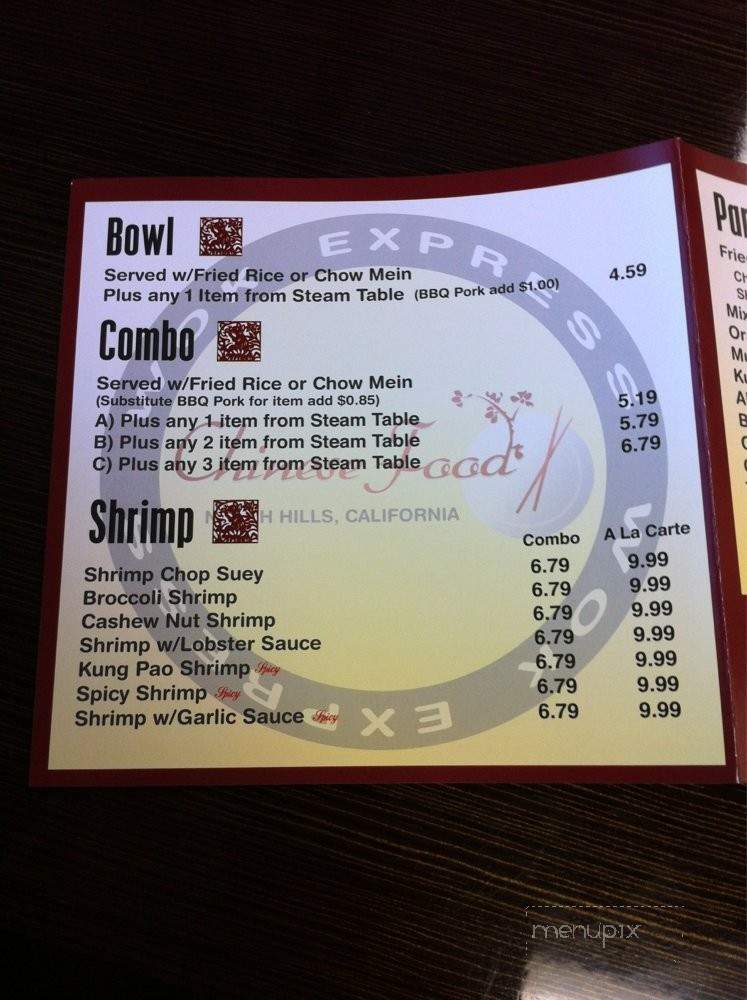 Bowl
Served w/Fried Rice or Chow Mein
Plus any 1 Item from Steam Table (BBQ Pork add $1.00) 4.59
Combo
Served w/Fried Rice or Chow Mein
(Substitute BBQ Pork for item add $0.85)
A) Plus any 1 item from Steam Table 5.19
B) Plus any 2 item from Steam Table 5.79
C) Plus any 3 item from Steam Table 6.79
Chinese Food
HILLS, CALIFORNIA
WOK EXPRESS WOK EXPRESS
Shrimp
Combo A La Carte
Shrimp Chop Suey 6.79 9.99
Broccoli Shrimp 6.79 9.99
Cashew Nut Shrimp 6.79 9.99
Shrimp w/Lobster Sauce 6.79 9.99
Kung Pao Shrimp Spicy 6.79 9.99
Spicy Shrimp Spicy 6.79 9.99
Shrimp w/Garlic Sauce Spicy 6.79 9.99
menupix